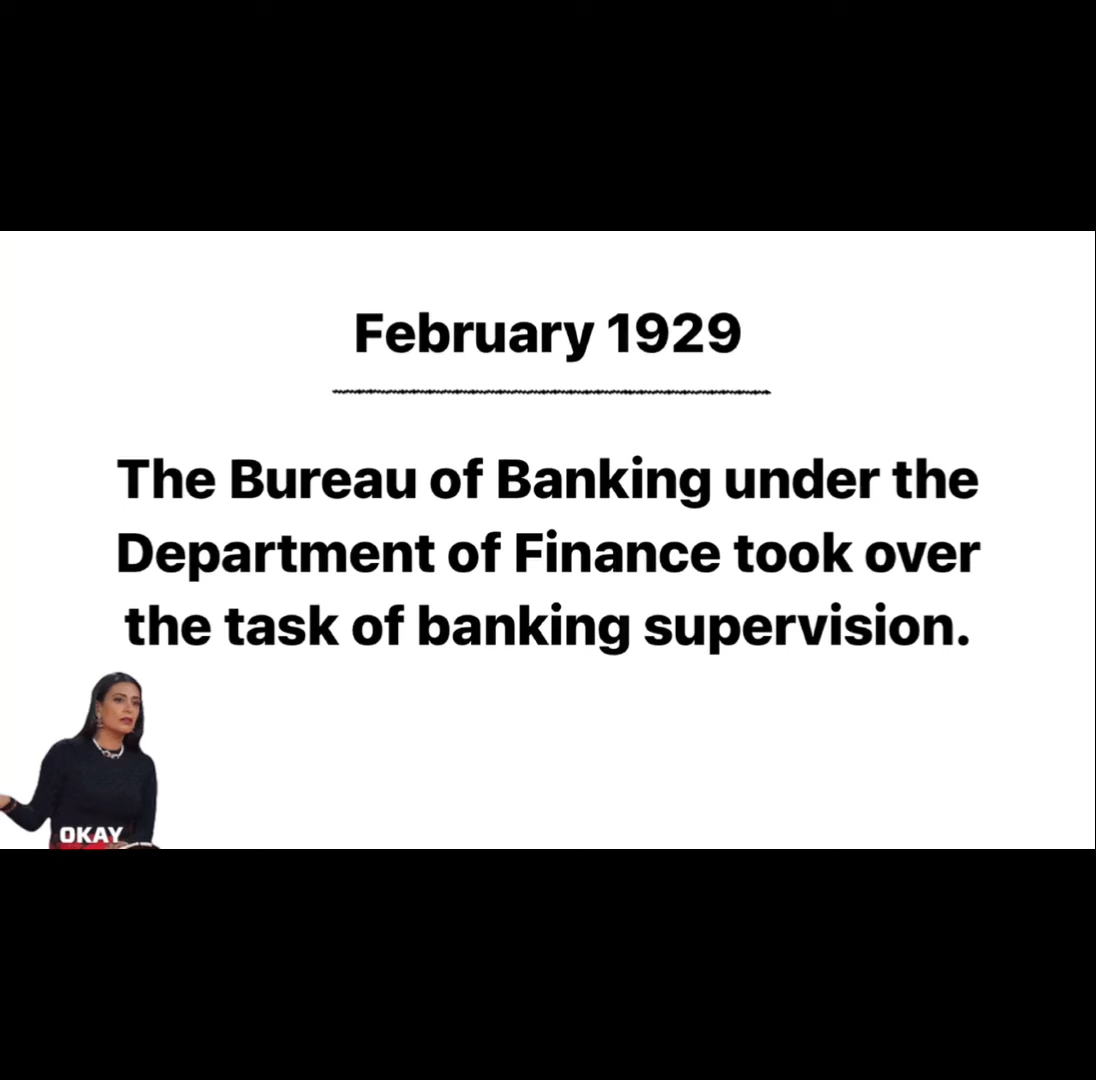 February 1929
The Bureau of Banking under the
Department of Finance took over
the task of banking supervision.
OKAY